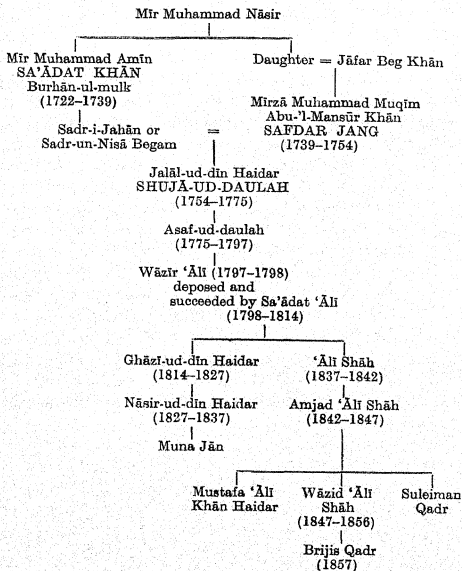 Mīr Muhammad Nāsir
Mīr Muhammad Amīn
SA'ĀDAT KHĀN
Burhān-ul-mulk
(1722–1739)
Daughter = Jāfar Beg Khān
Mīrzā Muhammad Muqīm
Abu-'l-Mansūr Khān
SAFDAR JANG
(1739–1754)
Sadr-i-Jahān or
Sadr-un-Nisā Begam
=
Jalāl-ud-dīn Haidar
SHUJĀ-UD-DAULAH
(1754–1775)
Asaf-ud-daulah
(1775–1797)
Wāzīr 'Ālī (1797–1798)
deposed and
succeeded by Sa'ādat 'Ālī
(1798–1814)
Ghāzī-ud-dīn Haidar
(1814–1827)
Nāsir-ud-dīn Haidar
(1827–1837)
Muna Jān
'Ālī Shāh
(1837–1842)
Amjad 'Ālī Shāh
(1842–1847)
Mustafa 'Ālī
Khān Haidar
Wāzid 'Ālī
Shāh
(1847–1856)
Suleiman
Qadr
Brijis Qadr
(1857)